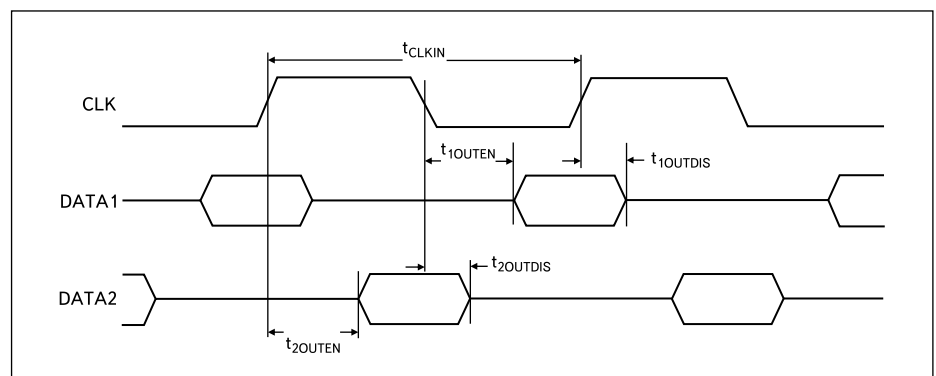 tCLKIN
CLK
t1OUTEN
t1OUTDIS
DATA1
t2OUTDIS
DATA2
t2OUTEN